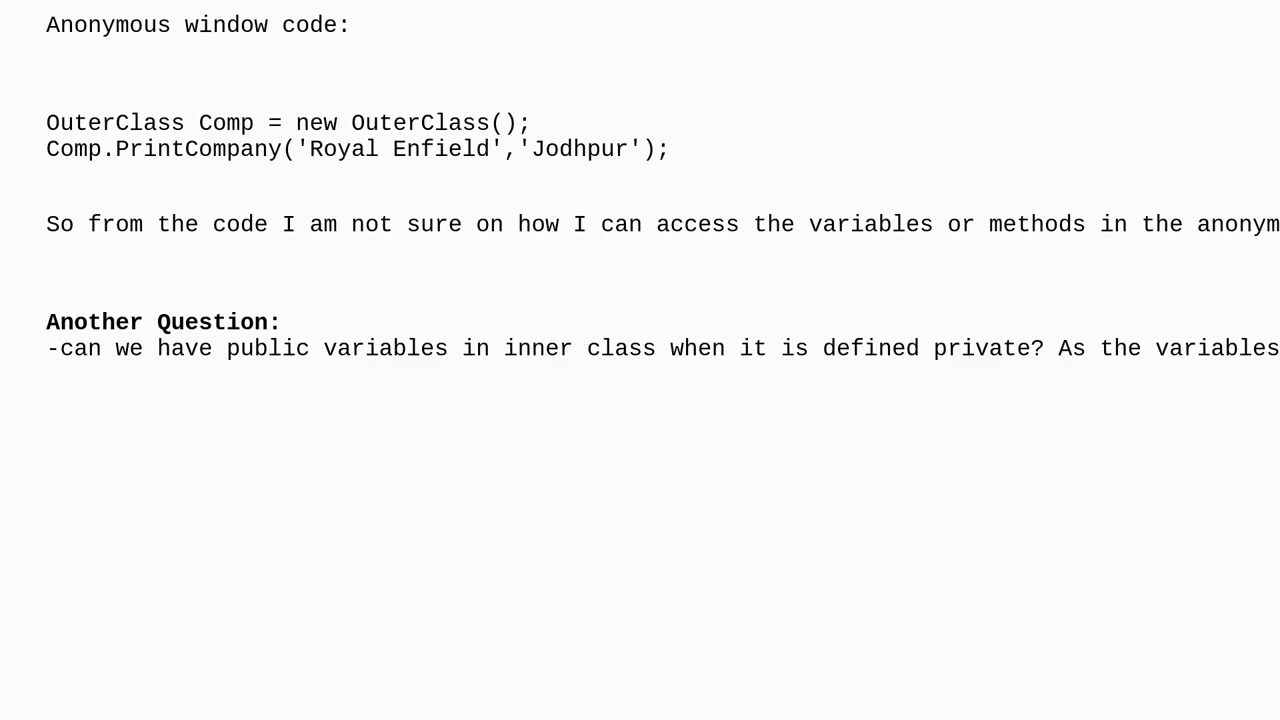 Anonymous window code:
OuterClass Comp = new OuterClass();
Comp.PrintCompany('Royal Enfield','Jodhpur');
So from the code I am not sure on how I can access the variables or methods in the anonym
Another Question:
-can we have public variables in inner class when it is defined private? As the variables